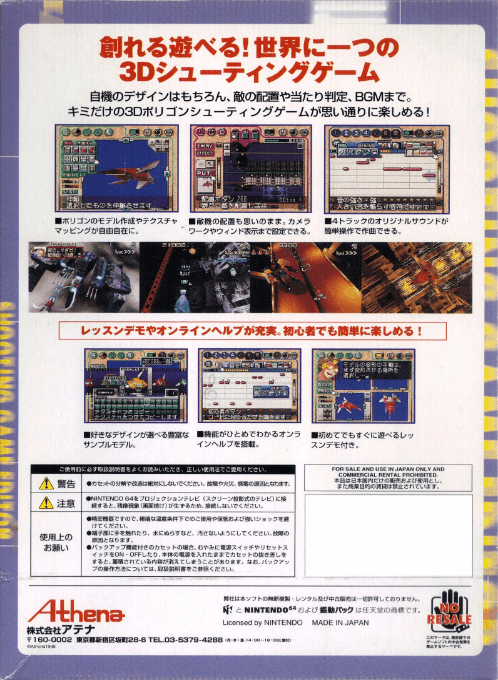 創れる遊べる!世界に一つの
3Dシューティングゲーム
自機のデザインはもちろん、敵の配置や当たり判定、BGMまで。
キミだけの3Dポリゴンシューティングゲームが思い通りに楽しめる!
■ポリゴンのモデル作成やテクスチャ
マッピングが自由自在に。
■敵機の配置も思いのまま。カメラ
ワークやウィンド表示まで設定できる。
■4トラックのオリジナルサウンドが
簡単操作で作曲できる。
レッスンデモやオンラインヘルプが充実。初心者でも簡単に楽しめる!
■好きなデザインが選べる豊富な
サンプルモデル。
■機能がひとめでわかるオンラ
インヘルプを搭載。
■初めてでもすぐに遊べるレッ
スンデモ付き。
ご使用前に必ず取扱説明書をよくお読みいただき、正しい使用法でご愛用ください。
警告
●カセットの分解や改造は絶対にしないでください。故障や火災、感電の原因となります。
注意
●NINTENDO 64をプロジェクションテレビ(スクリーン投影式のテレビ)に接
続すると、残像現象(画面焼け)が生ずるため、接続しないでください。
使用上の
お願い
●精密機器ですので、極端な温度条件下でのご使用や保管および強いショックを避
けてください。
●端子部に手を触れたり、水にぬらすなど、汚さないようにしてください。故障の
原因となります。
●バックアップ機能付きのカセットの場合、むやみに電源スイッチやリセットス
イッチをON・OFFしたり、本体の電源を入れたままでカセットの抜き差しを
すると、蓄積されている内容が消えてしまうことがあります。なお、バックアッ
プの操作方法については、取扱説明書をご参照ください。
FOR SALE AND USE IN JAPAN ONLY AND
COMMERCIAL RENTAL PROHIBITED.
本品は日本国内だけの販売および使用とし、
また商業目的の賃貸は禁止されています。
弊社は本ソフトの無断複製・レンタル及び中古販売は一切許可しておりません。
と NINTENDO64 および 振動パック は任天堂の商標です。
Licensed by NINTENDO MADE IN JAPAN
Athena
株式会社アテナ
〒160-0002 東京都新宿区坂町28-6 TEL.03-5379-4288
©Athena1998
NO
RESALE